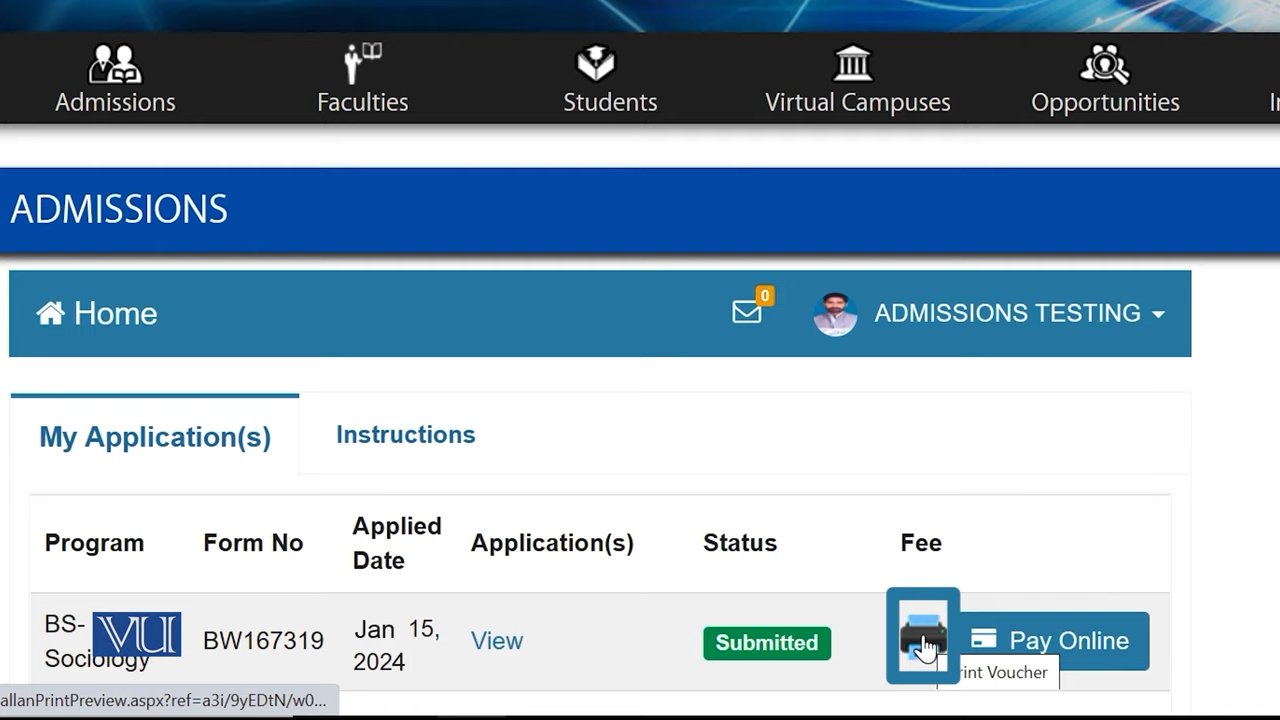 Admissions
Faculties
Students
Virtual Campuses
Opportunities
ADMISSIONS
Home
0
ADMISSIONS TESTING
My Application(s)
Instructions
Program
Form No
Applied
Date
Application(s)
Status
Fee
BS-
Sociology
VU
BW167319
Jan 15,
2024
View
Submitted
Pay Online
rint Voucher
allanPrintPreview.aspx?ref=a3i/9yEDtN/w0...